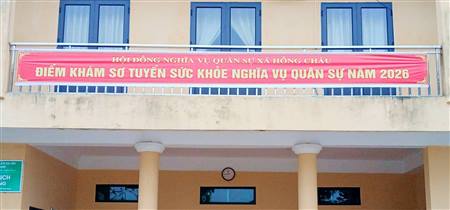 HỘI ĐỒNG NGHĨA VỤ QUÂN SỰ XÃ HỒNG CHÂU
ĐIỂM KHÁM SƠ TUYỂN SỨC KHỎE NGHĨA VỤ QUÂN SỰ NĂM 2026